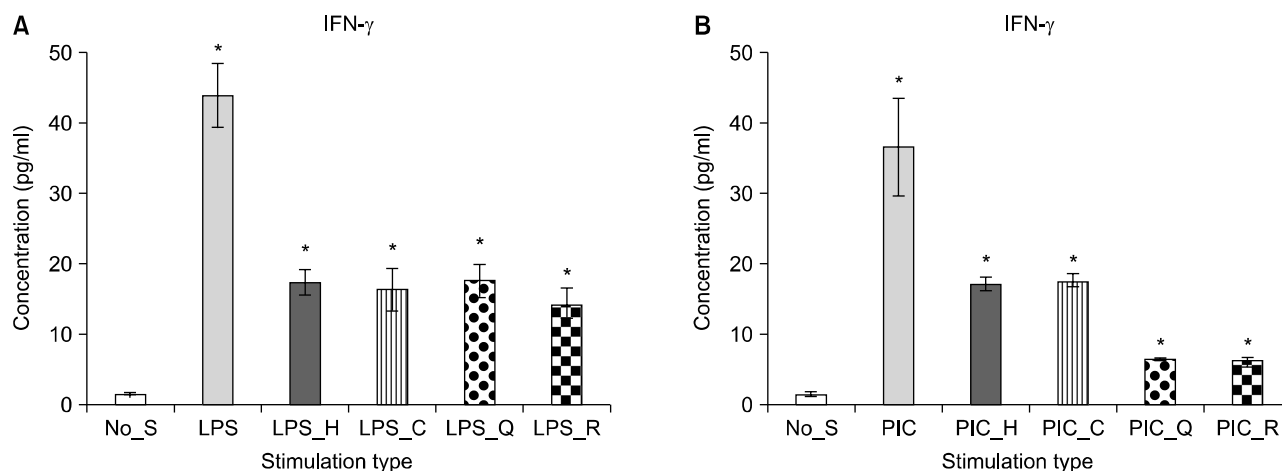 A
IFN-γ
Concentration (pg/ml)
50
40
30
20
10
0
*
*
*
*
*
No_S LPS LPS_H LPS_C LPS_Q LPS_R
Stimulation type
B
IFN-γ
Concentration (pg/ml)
50
40
30
20
10
0
*
*
*
*
*
No_S PIC PIC_H PIC_C PIC_Q PIC_R
Stimulation type